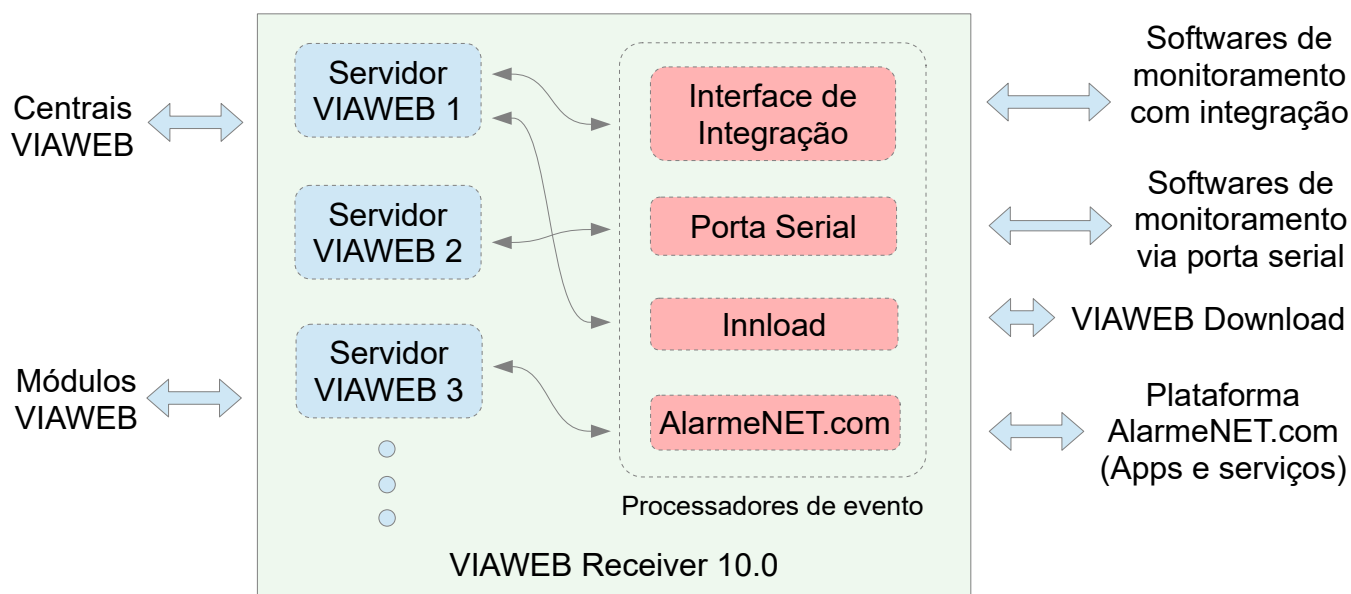 Centrais
VIAWEB
Módulos
VIAWEB
Servidor
VIAWEB 1
Servidor
VIAWEB 2
Servidor
VIAWEB 3
Interface de
Integração
Porta Serial
Innload
AlarmeNET.com
Processadores de evento
VIAWEB Receiver 10.0
Softwares de
monitoramento
com integração
Softwares de
monitoramento
via porta serial
VIAWEB Download
Plataforma
AlarmeNET.com
(Apps e serviços)